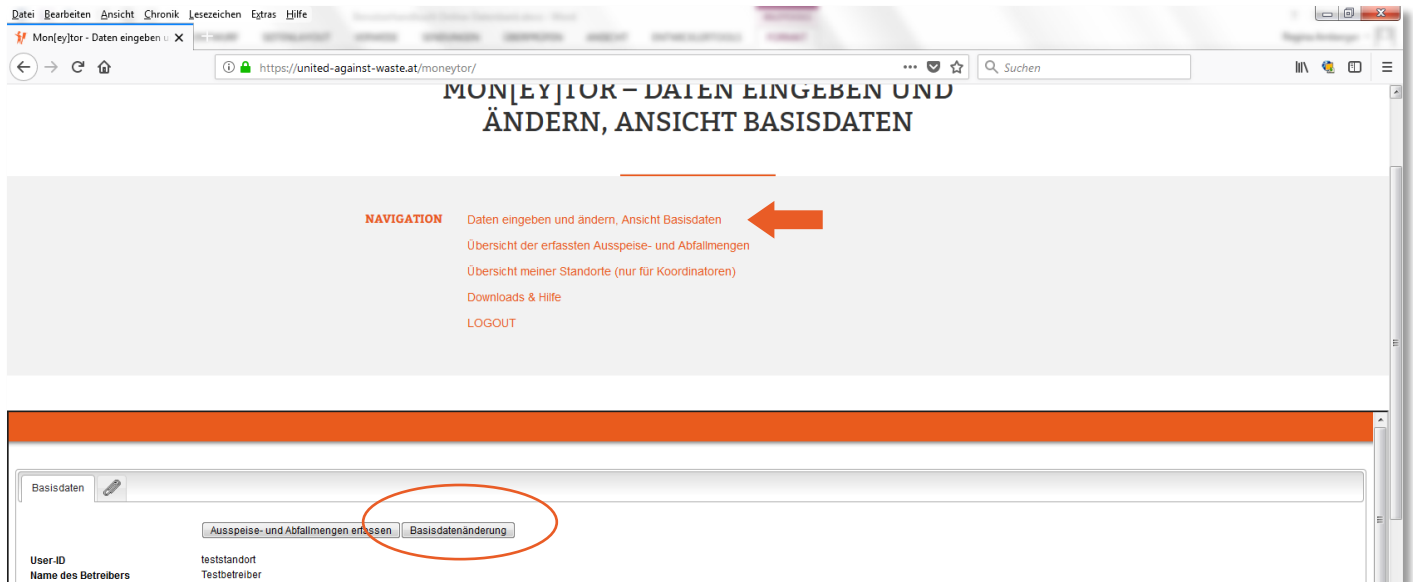 Datei Bearbeiten Ansicht Chronik Lesezeichen Extras Hilfe
Mon[ey]tor - Daten eingeben u
https://united-against-waste.at/moneytor/
Suchen
MON[EY]TOR – DATEN EINGEBEN UND
ÄNDERN, ANSICHT BASISDATEN
NAVIGATION
Daten eingeben und ändern, Ansicht Basisdaten
Übersicht der erfassten Ausspeise- und Abfallmengen
Übersicht meiner Standorte (nur für Koordinatoren)
Downloads & Hilfe
LOGOUT
Basisdaten
Ausspeise- und Abfallmengen erfassen Basisdatenänderung
User-ID teststandort
Name des Betreibers Testbetreiber